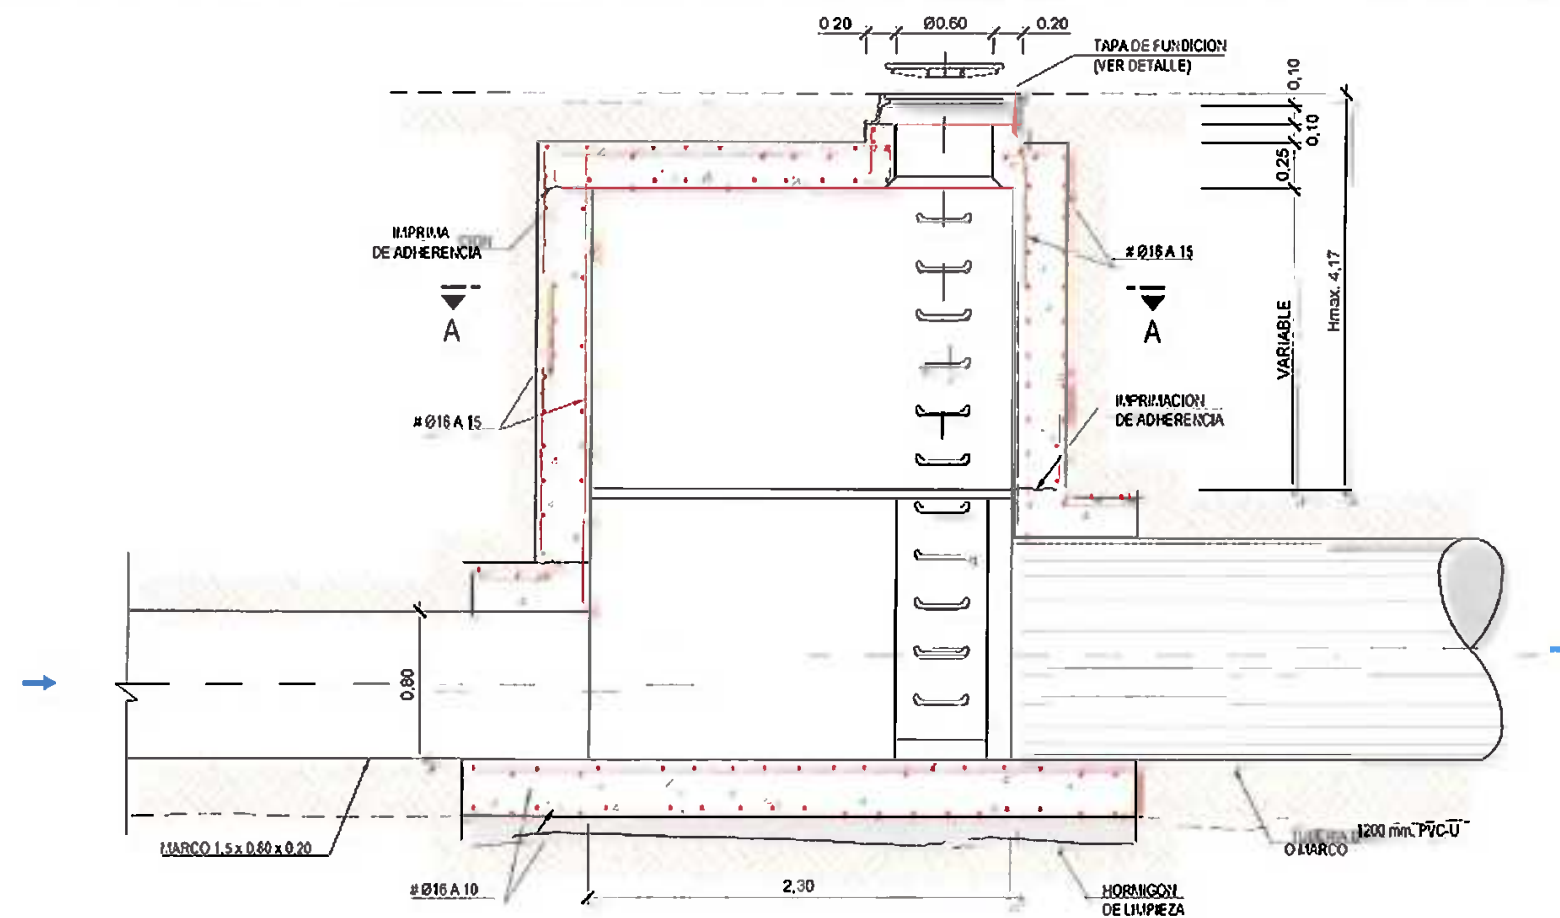 0 20
Ø0.60
0.20
TAPA DE FUNDICION
(VER DETALLE)
0,10
0,10
0,25
IMPRIMA
CION
DE ADHERENCIA
# Ø16 A 15
A
A
Hmax. 4,17
VARIABLE
IMPRIMACION
DE ADHERENCIA
# Ø16 A 15
0,80
MARCO 1,5 x 0,80 x 0,20
1200 mm. PVC-U
O MARCO
# Ø16 A 10
2,30
HORMIGON
DE LIMPIEZA